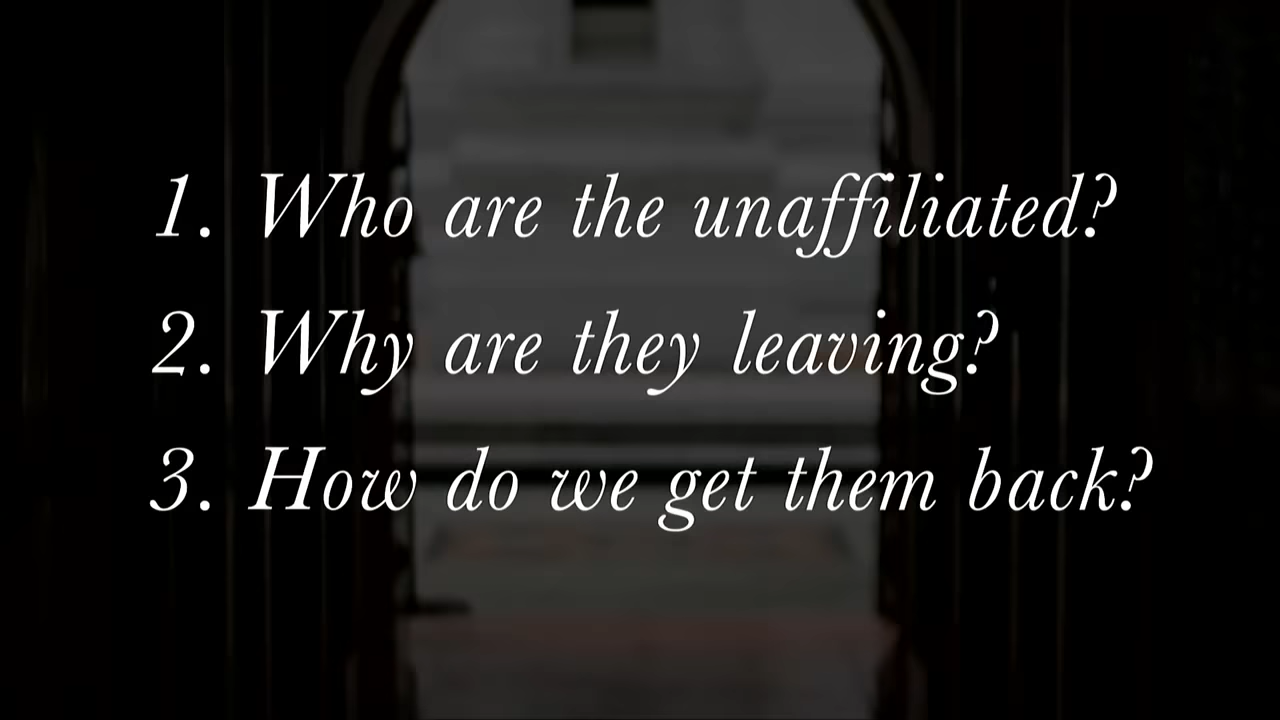 1. Who are the unaffiliated?
2. Why are they leaving?
3. How do we get them back?